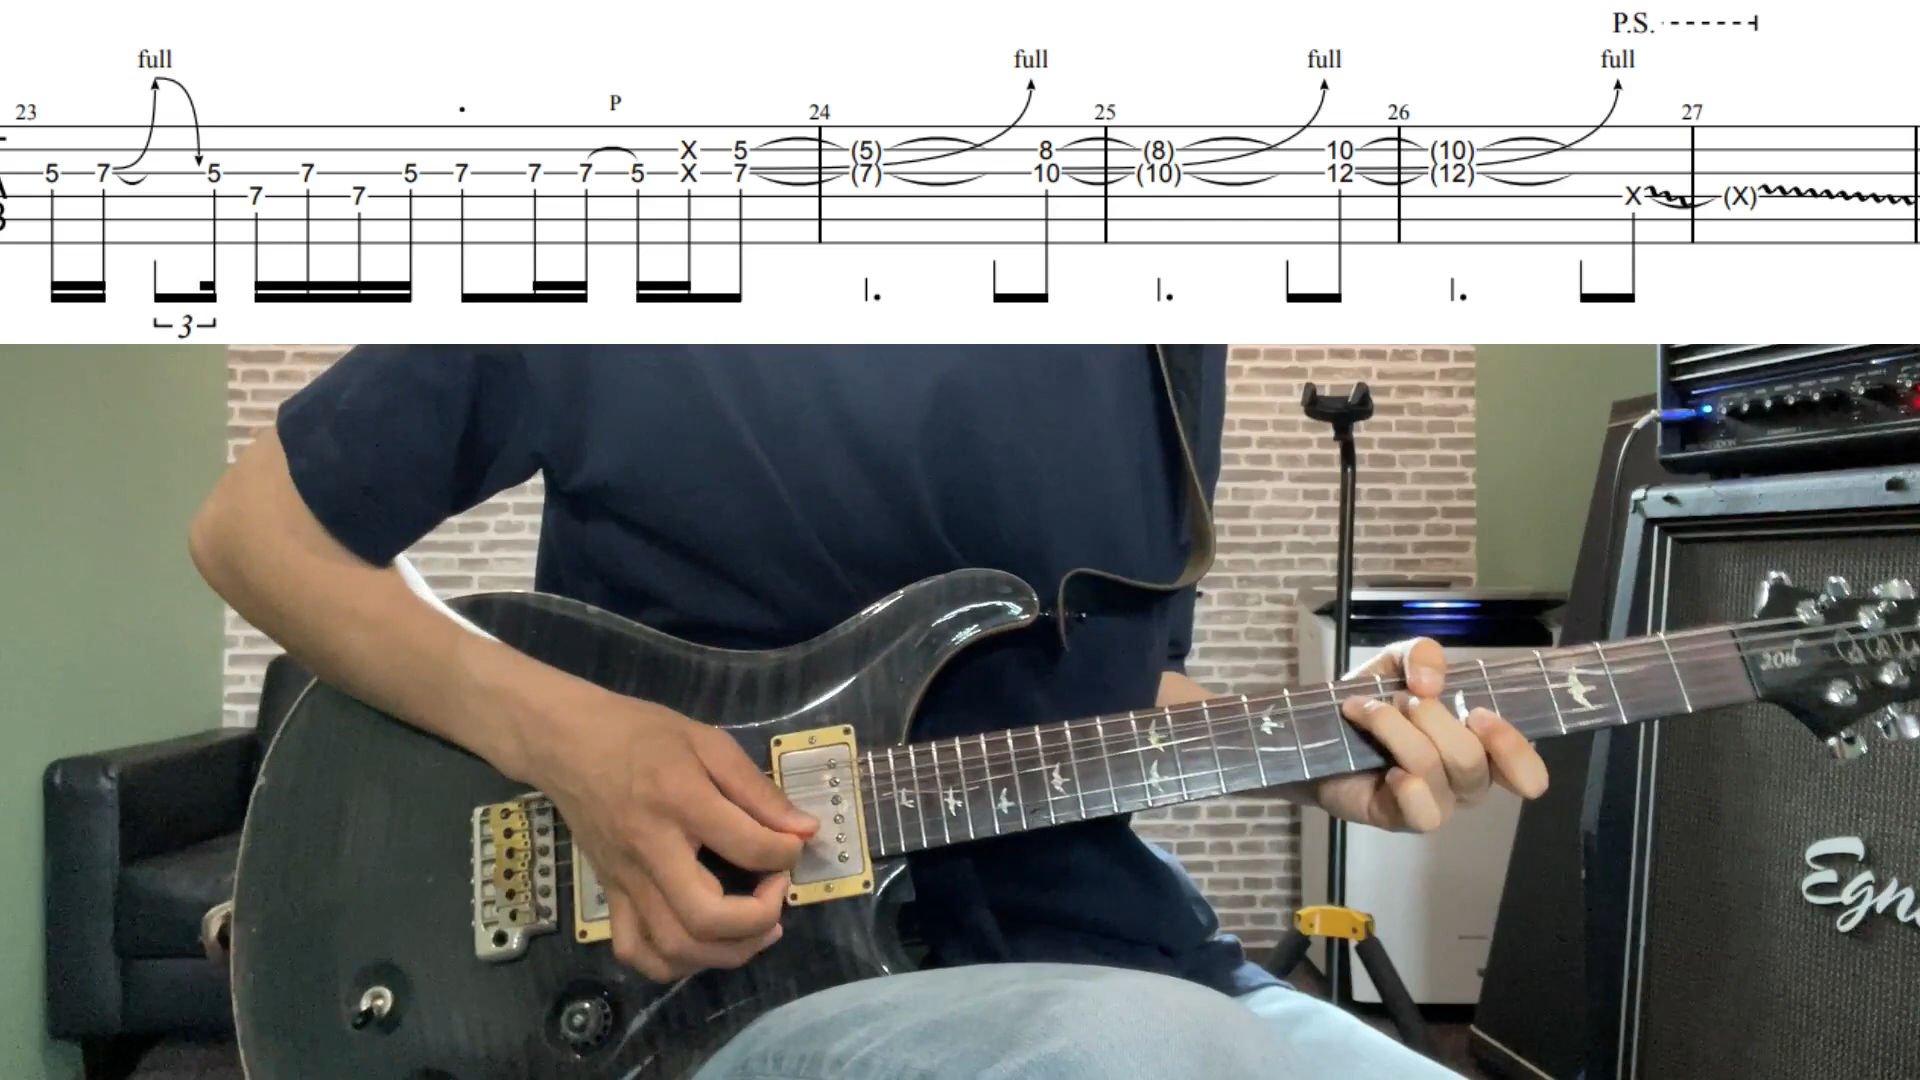 P.S.
full full full full
23 P 24 25 26 27
X 5 (5) 8 (8) 10 (10)
5 7 5 7 5 7 7 7 5 X 7 (7) 10 (10) 12 (12)
7 7 X (X)
3
2016
Egn